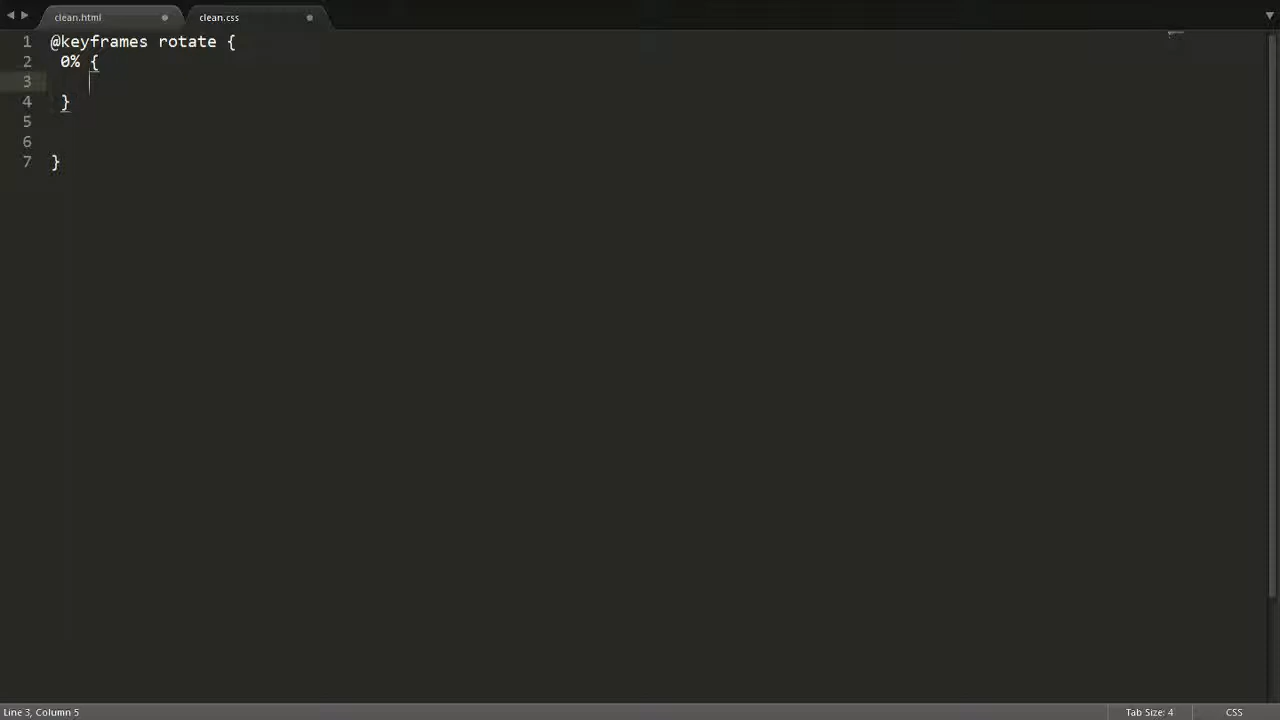 clean.html
clean.css
1 @keyframes rotate {
2 0% {
3
4 }
5
6
7 }
Line 3, Column 5
Tab Size: 4
CSS